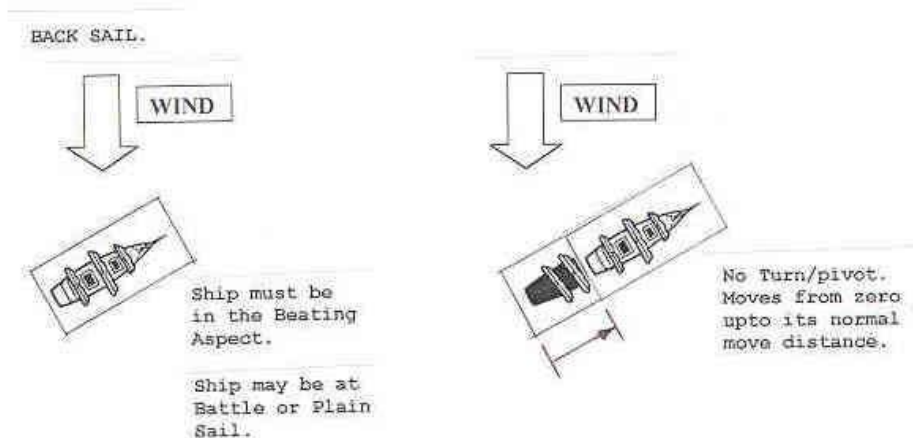 BACK SAIL.
WIND
Ship must be
in the Beating
Aspect.
Ship may be at
Battle or Plain
Sail.
WIND
No Turn/pivot.
Moves from zero
upto its normal
move distance.